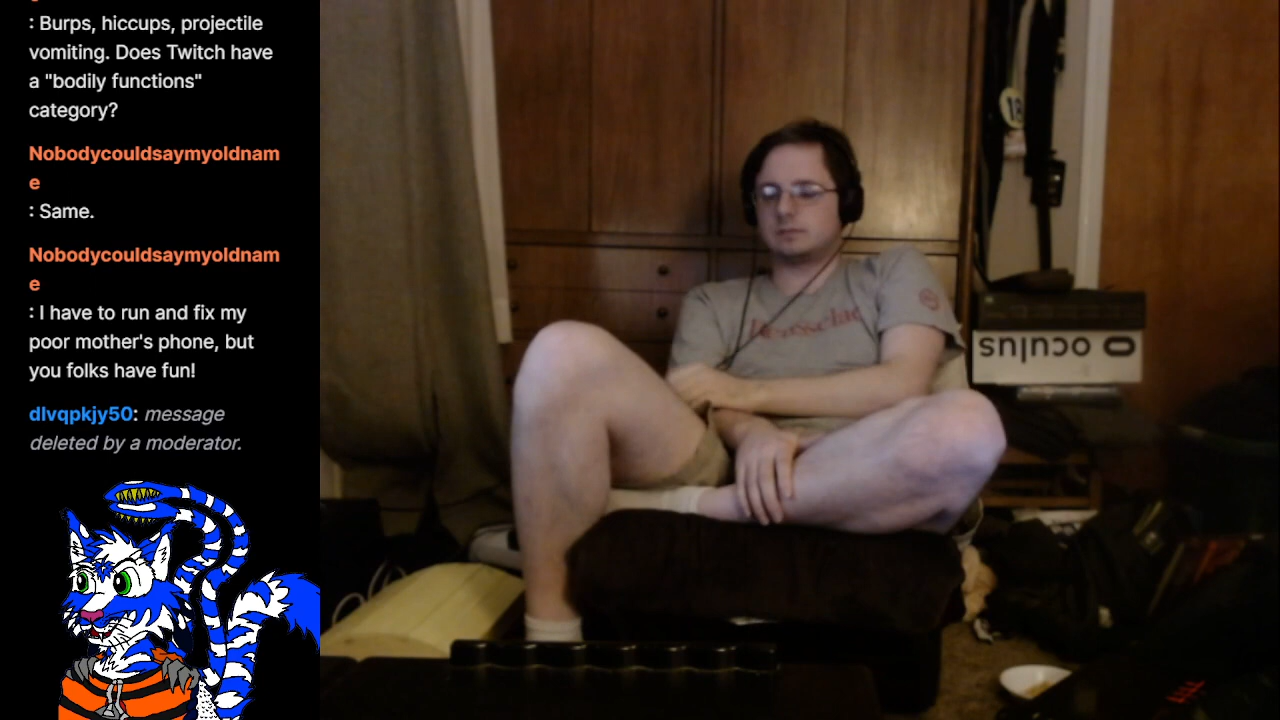 : Burps, hiccups, projectile
vomiting. Does Twitch have
a "bodily functions"
category?
Nobodycouldsaymyoldnam
e
: Same.
Nobodycouldsaymyoldnam
e
: I have to run and fix my
poor mother's phone, but
you folks have fun!
dlvqpkjy50: message
deleted by a moderator.
18
oculus